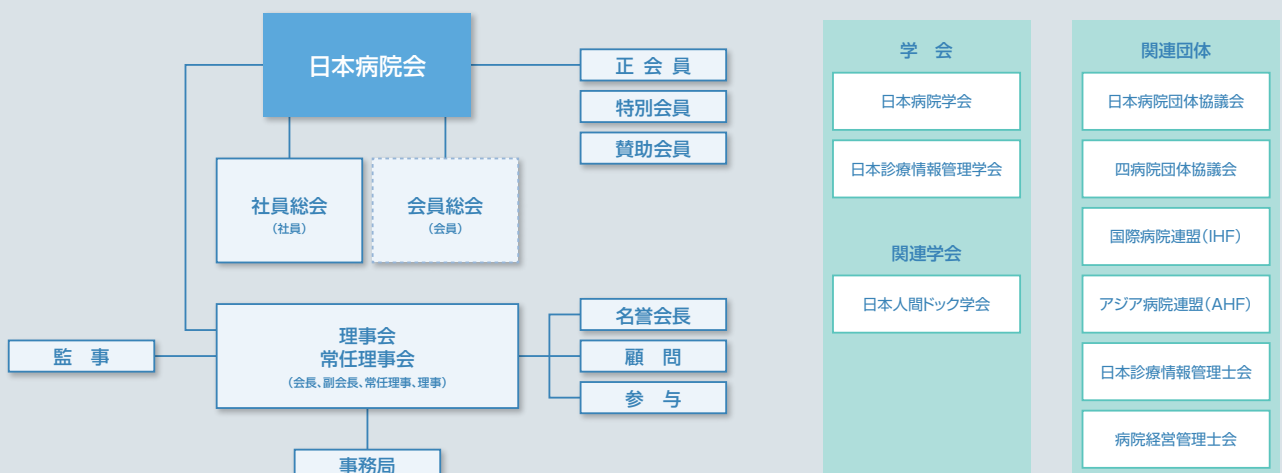 日本病院会
正 会 員
特別会員
賛助会員
社員総会
(社員)
会員総会
(会員)
理事会
常任理事会
(会長、副会長、常任理事、理事)
監 事
名誉会長
顧 問
参 与
事務局
学 会
日本病院学会
日本診療情報管理学会
関連学会
日本人間ドック学会
関連団体
日本病院団体協議会
四病院団体協議会
国際病院連盟(IHF)
アジア病院連盟(AHF)
日本診療情報管理士会
病院経営管理士会